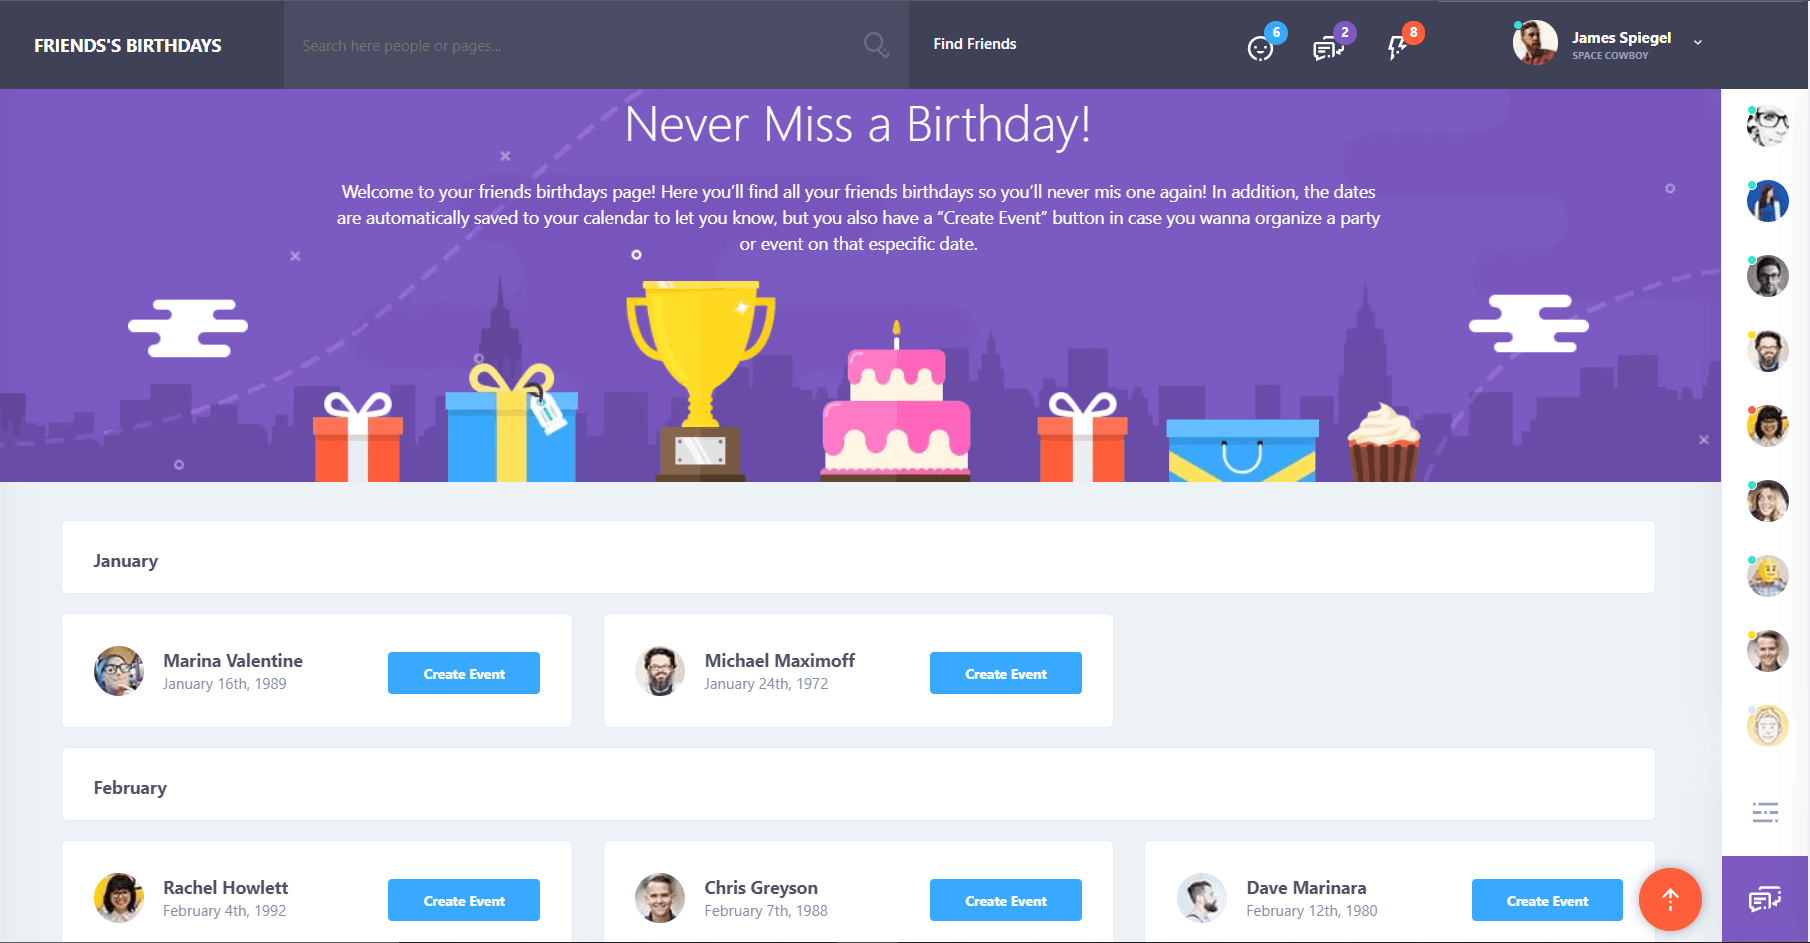 FRIENDS'S BIRTHDAYS
Search here people or pages...
Find Friends
6
2
8
James Spiegel
SPACE COWBOY
Never Miss a Birthday!
Welcome to your friends birthdays page! Here you’ll find all your friends birthdays so you’ll never mis one again! In addition, the dates
are automatically saved to your calendar to let you know, but you also have a “Create Event” button in case you wanna organize a party
or event on that especific date.
January
Marina Valentine
January 16th, 1989
Create Event
Michael Maximoff
January 24th, 1972
Create Event
February
Rachel Howlett
February 4th, 1992
Create Event
Chris Greyson
February 7th, 1988
Create Event
Dave Marinara
February 12th, 1980
Create Event